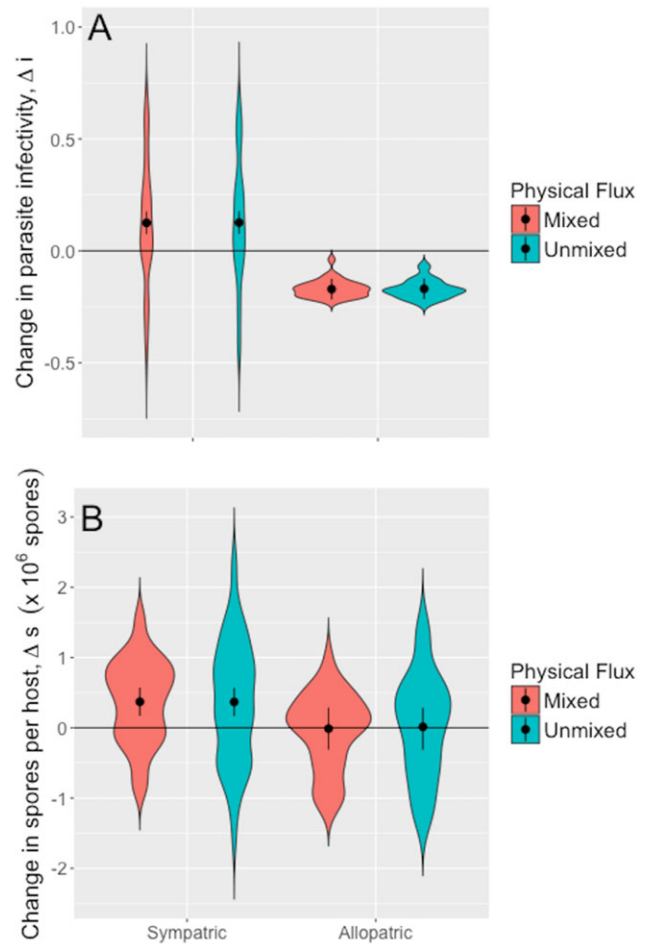 A
Change in parasite infectivity, Δ i
1.0
0.5
0.0
-0.5
Physical Flux
Mixed
Unmixed
B
Change in spores per host, Δ s (x 10⁶ spores)
3
2
1
0
-1
-2
Sympatric
Allopatric
Physical Flux
Mixed
Unmixed